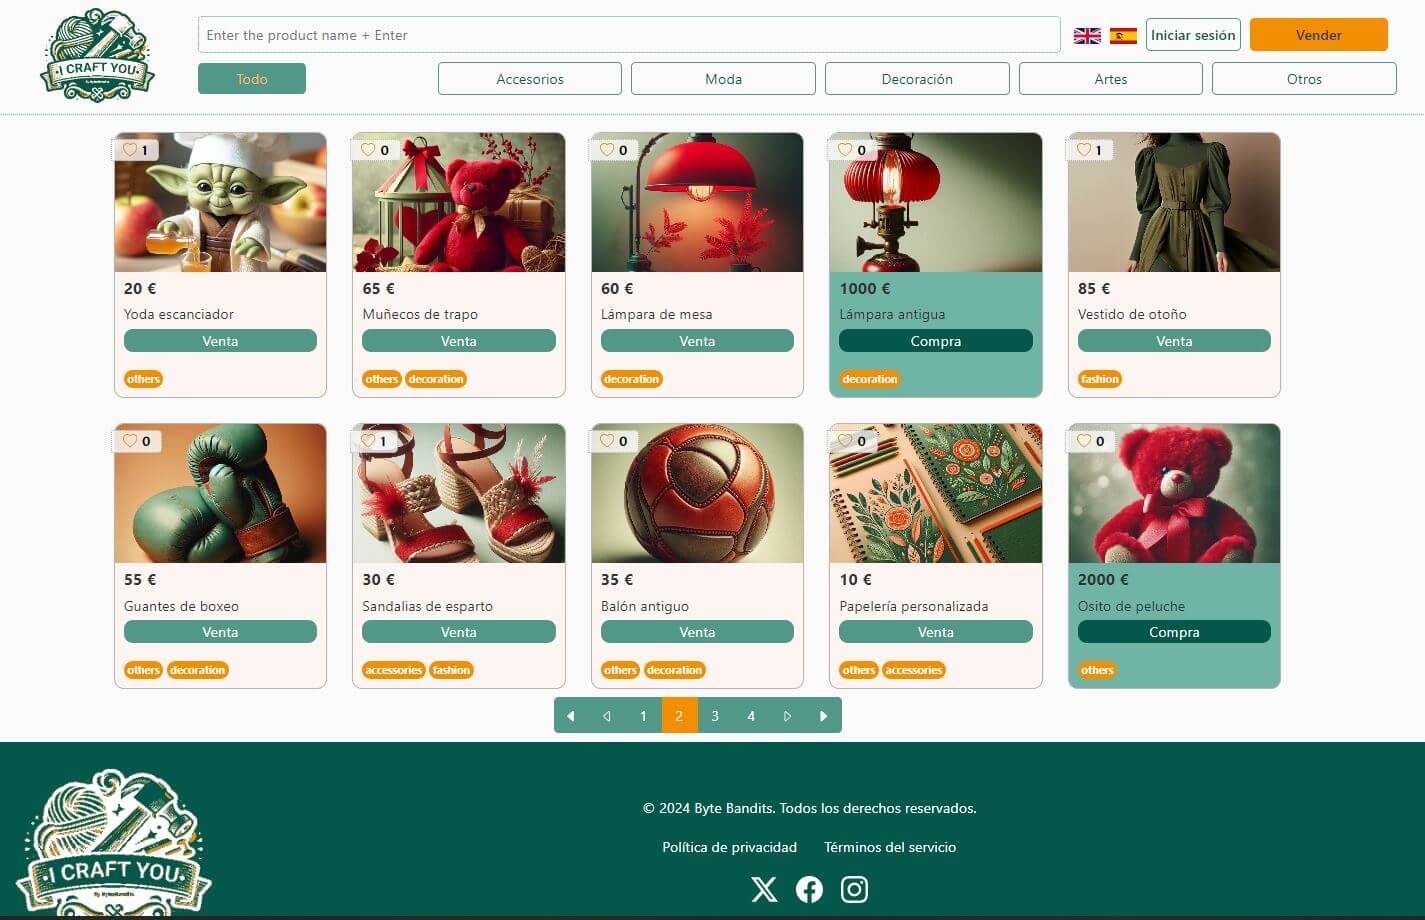 I CRAFT YOU
Enter the product name + Enter
Iniciar sesión
Vender
Todo
Accesorios
Moda
Decoración
Artes
Otros
1
0
0
0
1
20 €
65 €
60 €
1000 €
85 €
Yoda escanciador
Muñecos de trapo
Lámpara de mesa
Lámpara antigua
Vestido de otoño
Venta
Venta
Venta
Compra
Venta
others
others decoration
decoration
decoration
fashion
0
1
0
0
0
55 €
30 €
35 €
10 €
2000 €
Guantes de boxeo
Sandalias de esparto
Balón antiguo
Papelería personalizada
Osito de peluche
Venta
Venta
Venta
Venta
Compra
others decoration
accessories fashion
others decoration
others accessories
others
1 2 3 4
© 2024 Byte Bandits. Todos los derechos reservados.
I CRAFT YOU
Política de privacidad
Términos del servicio